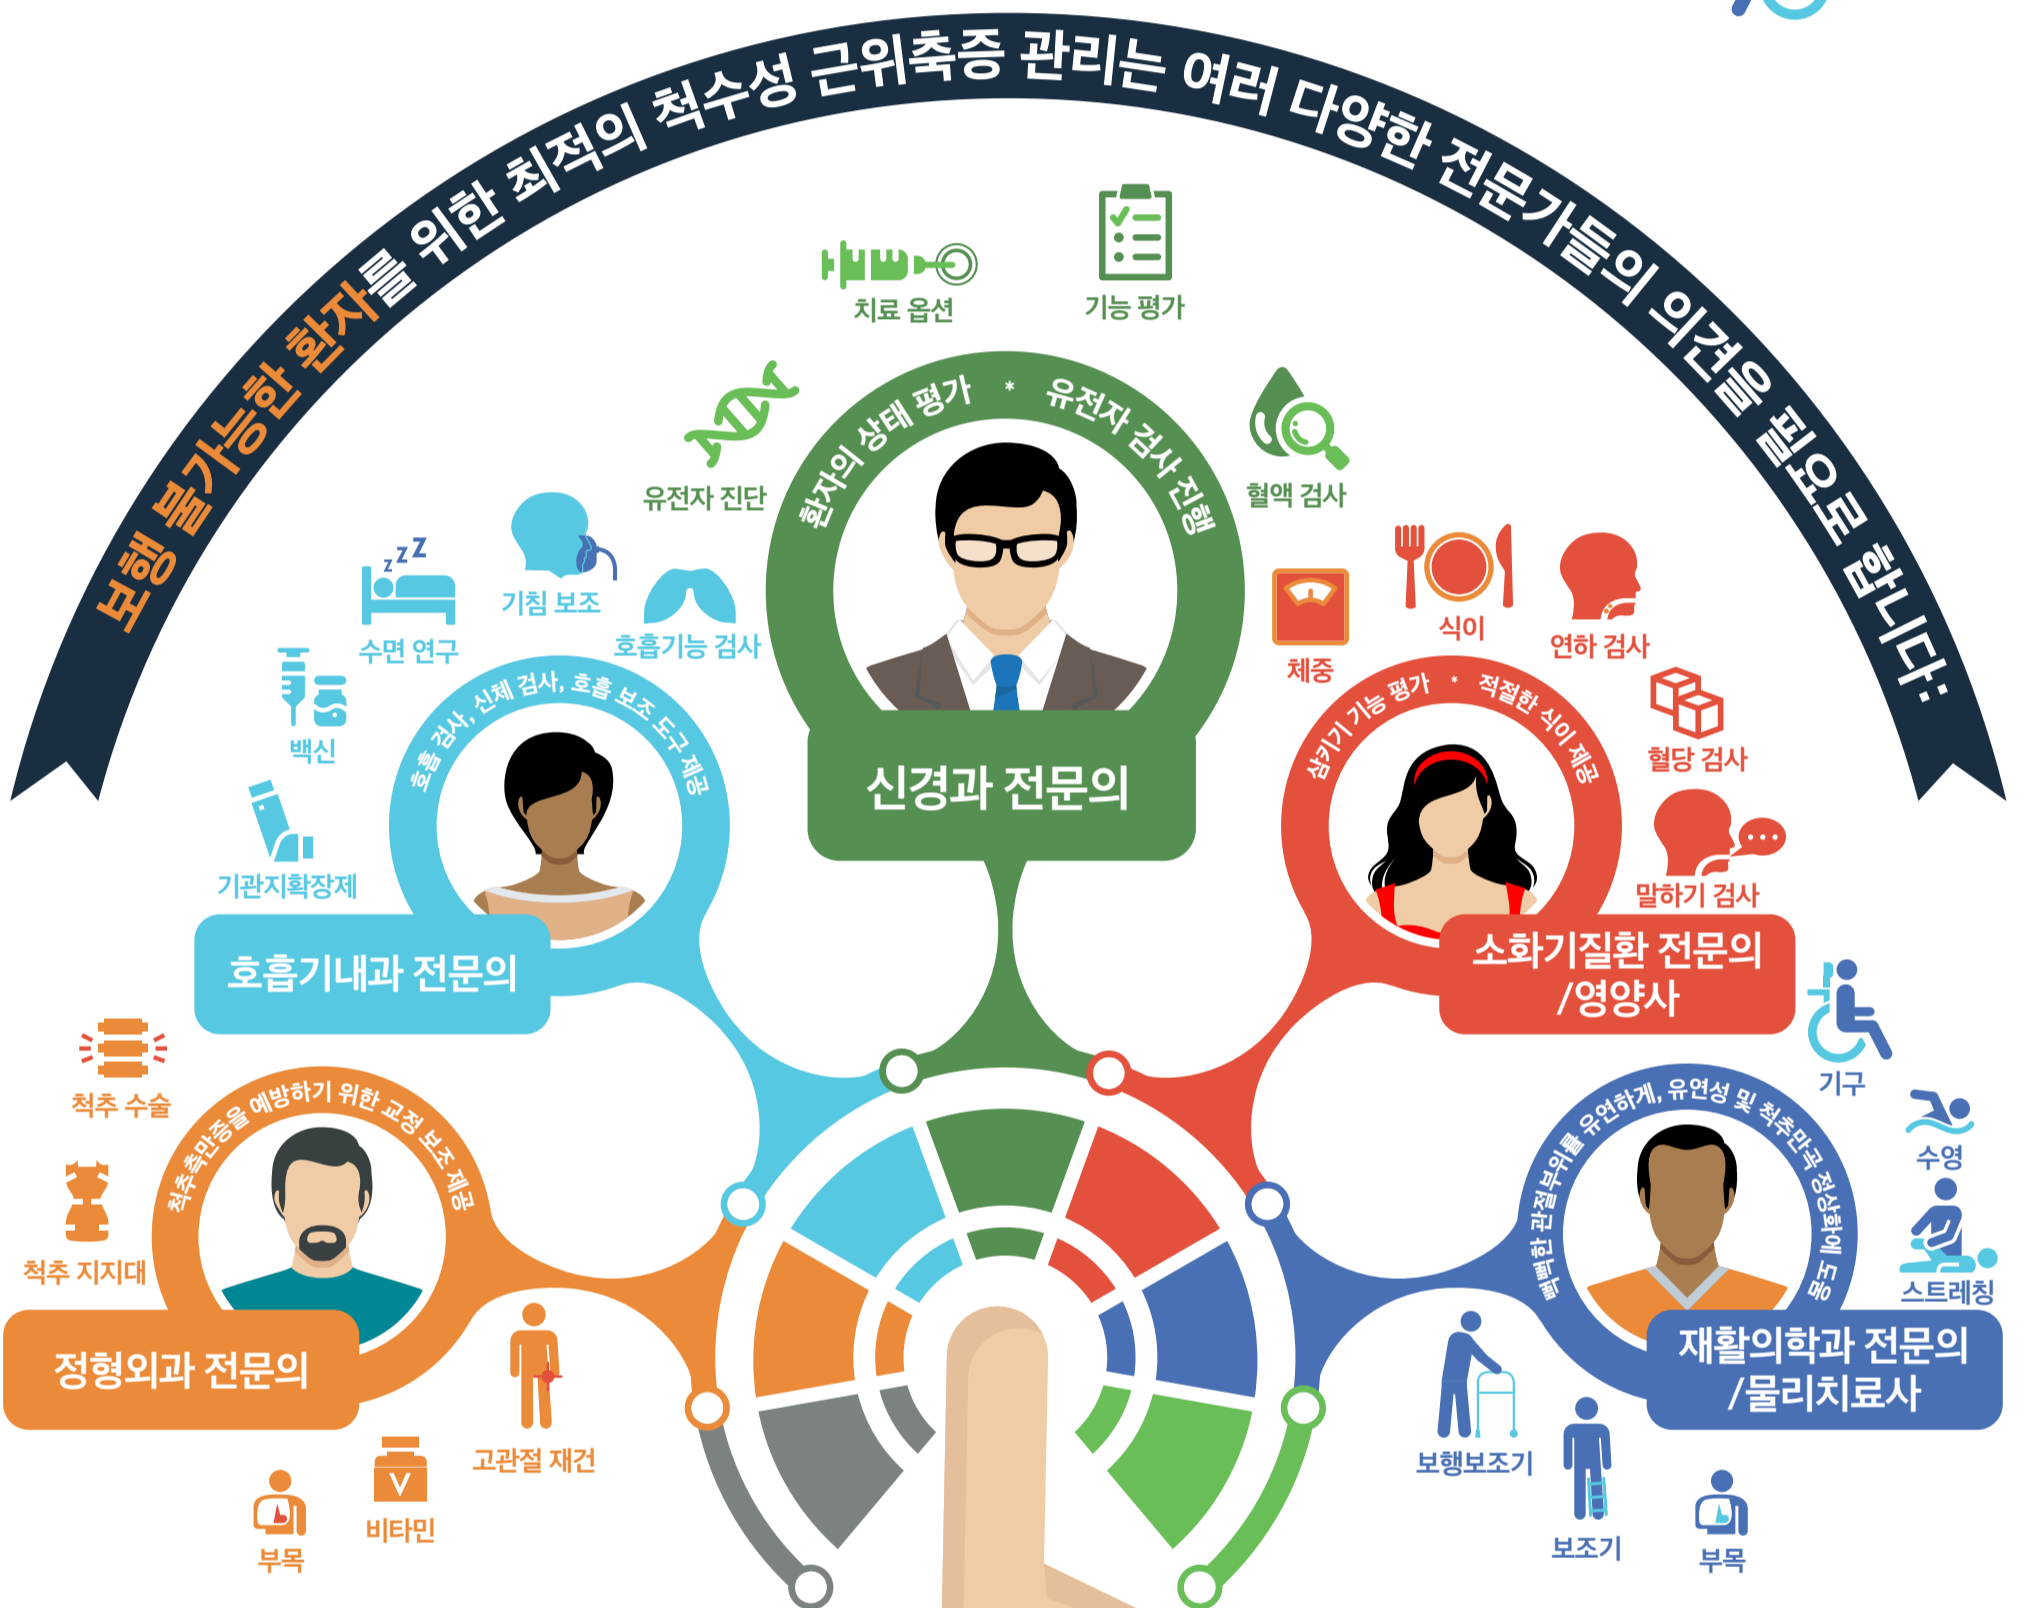 보행 불가능한 환자를 위한 최적의 척수성 근위축증 관리는 여러 다양한 전문가들의 의견을 필요로 합니다:
치료 옵션
기능 평가
유전자 진단
혈액 검사
환자의 상태 평가 * 유전자 검사 진행
신경과 전문의
기침 보조
수면 연구
호흡기능 검사
백신
기관지확장제
호흡 검사, 신체 검사, 호흡 보조 도구 제공
호흡기내과 전문의
식이
체중
연하 검사
혈당 검사
말하기 검사
삼키기 기능 평가 * 적절한 식이 제공
소화기질환 전문의
/영양사
척추 수술
척추 지지대
척추측만증을 예방하기 위한 교정 보조 제공
정형외과 전문의
고관절 재건
비타민
부목
기구
수영
스트레칭
뻑뻑한 관절부위를 유연하게, 유연성 및 척추만곡 정상화에 도움
재활의학과 전문의
/물리치료사
보행보조기
보조기
부목
z z Z
V